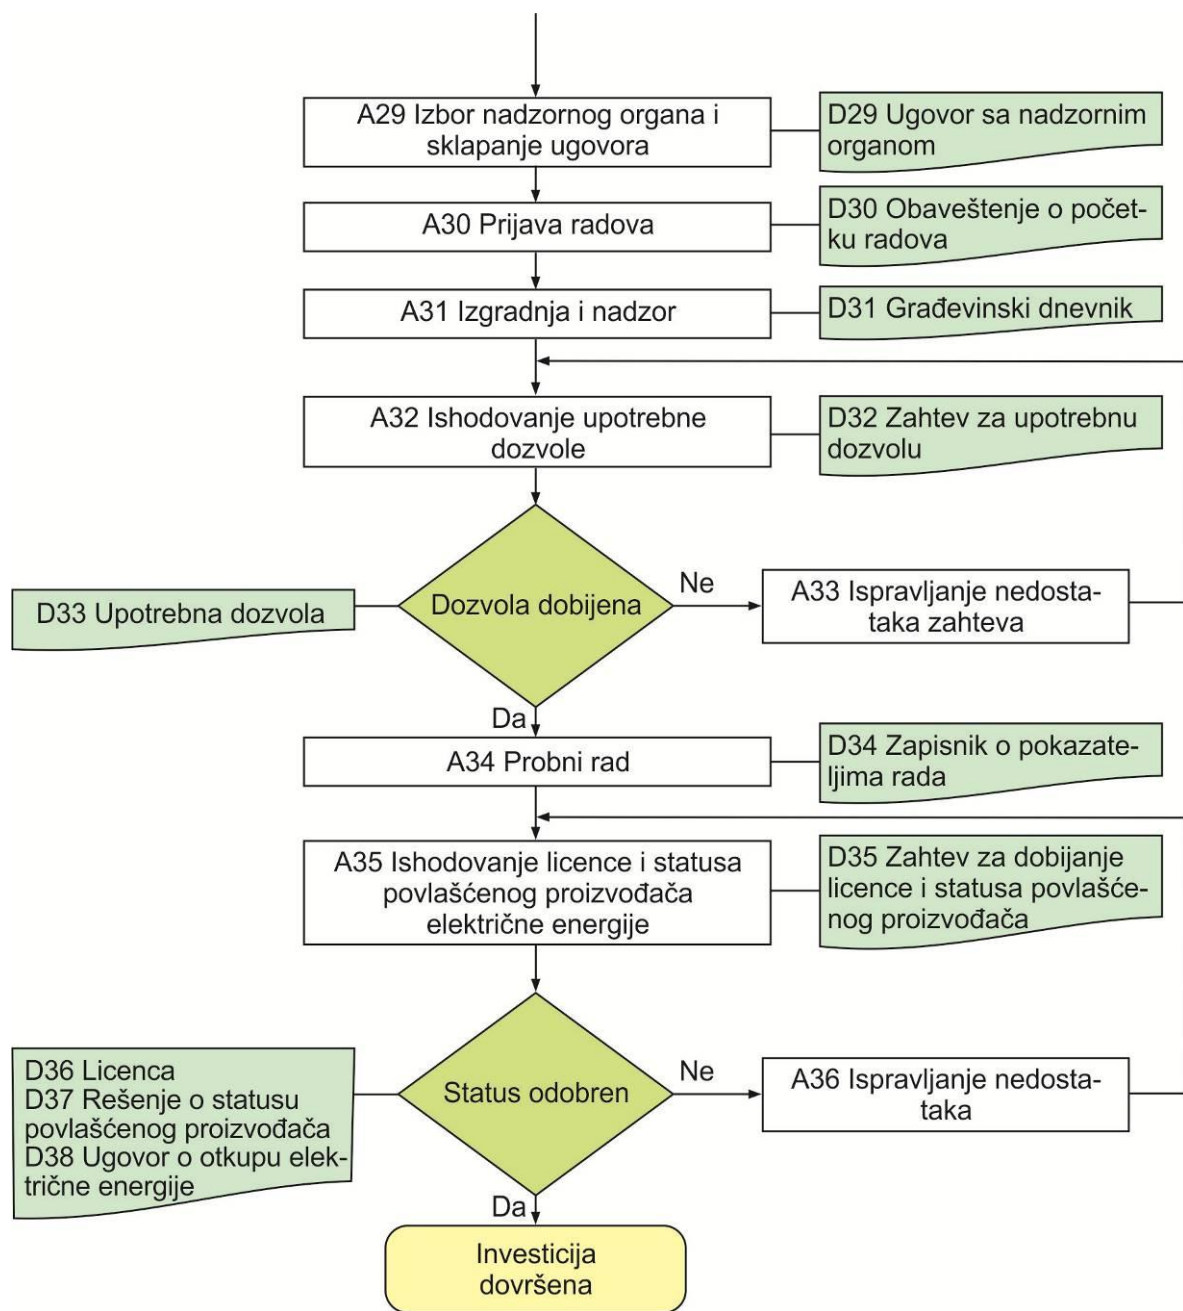 A29 Izbor nadzornog organa i
sklapanje ugovora
D29 Ugovor sa nadzornim
organom
A30 Prijava radova
D30 Obaveštenje o počet-
ku radova
A31 Izgradnja i nadzor
D31 Građevinski dnevnik
A32 Ishodovanje upotrebne
dozvole
D32 Zahtev za upotrebnu
dozvolu
D33 Upotrebna dozvola
Dozvola dobijena
Ne
A33 Ispravljanje nedosta-
taka zahteva
Da
A34 Probni rad
D34 Zapisnik o pokazate-
ljima rada
A35 Ishodovanje licence i statusa
povlašćenog proizvođača
električne energije
D35 Zahtev za dobijanje
licence i statusa povlašće-
nog proizvođača
D36 Licenca
D37 Rešenje o statusu
povlašćenog proizvođača
D38 Ugovor o otkupu elek-
trične energije
Status odobren
Ne
A36 Ispravljanje nedosta-
taka
Da
Investicija
dovršena